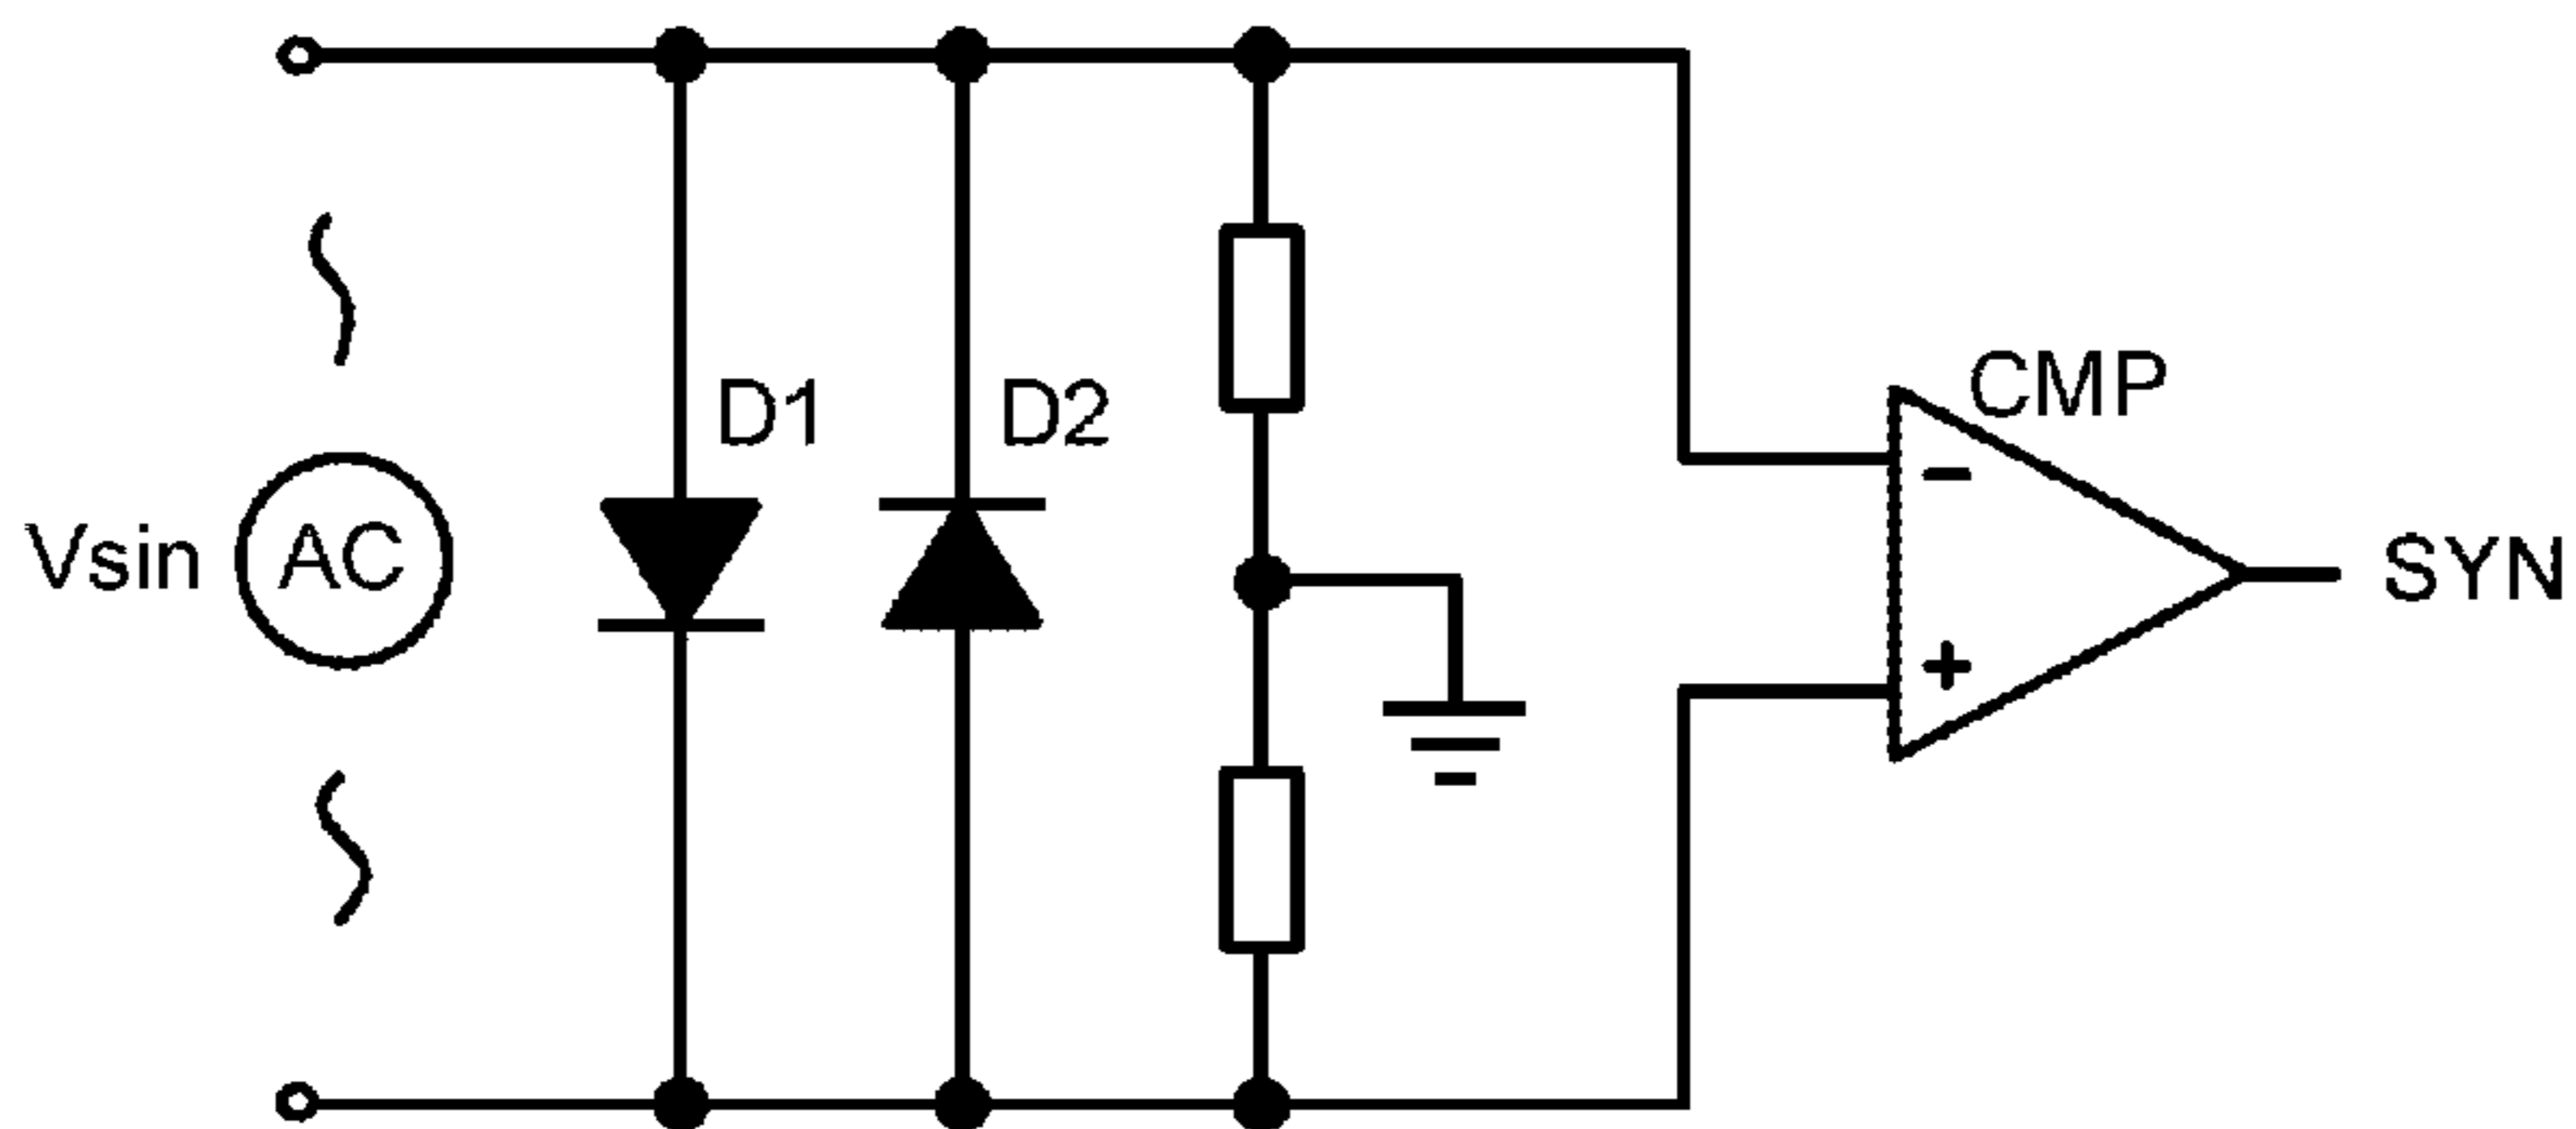 D1
D2
CMP
Vsin
AC
-
+
SYN